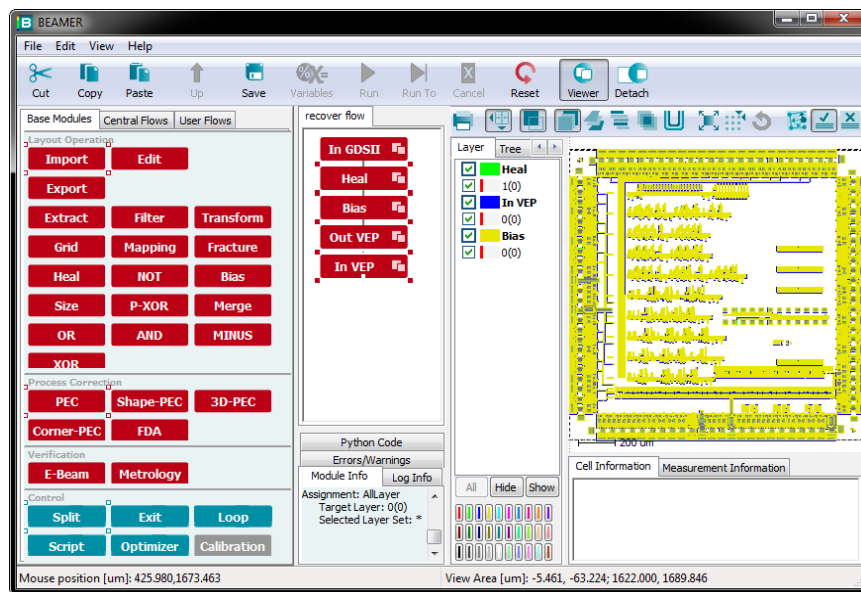 BEAMER
File Edit View Help
Cut Copy Paste Up Save Variables Run Run To Cancel Reset Viewer Detach
Base Modules Central Flows User Flows
Layout Operation
Import Edit
Export
Extract Filter Transform
Grid Mapping Fracture
Heal NOT Bias
Size P-XOR Merge
OR AND MINUS
XOR
Process Correction
PEC Shape-PEC 3D-PEC
Corner-PEC FDA
Verification
E-Beam Metrology
Control
Split Exit Loop
Script Optimizer Calibration
recover flow
In GDSII
Heal
Bias
Out VEP
In VEP
Python Code
Errors/Warnings
Module Info Log Info
Assignment: AllLayer
Target Layer: 0(0)
Selected Layer Set: *
Layer Tree
Heal
1(0)
In VEP
0(0)
Bias
0(0)
All Hide Show
200 um
Cell Information Measurement Information
Mouse position [um]: 425.980,1673.463
View Area [um]: -5.461, -63.224; 1622.000, 1689.846